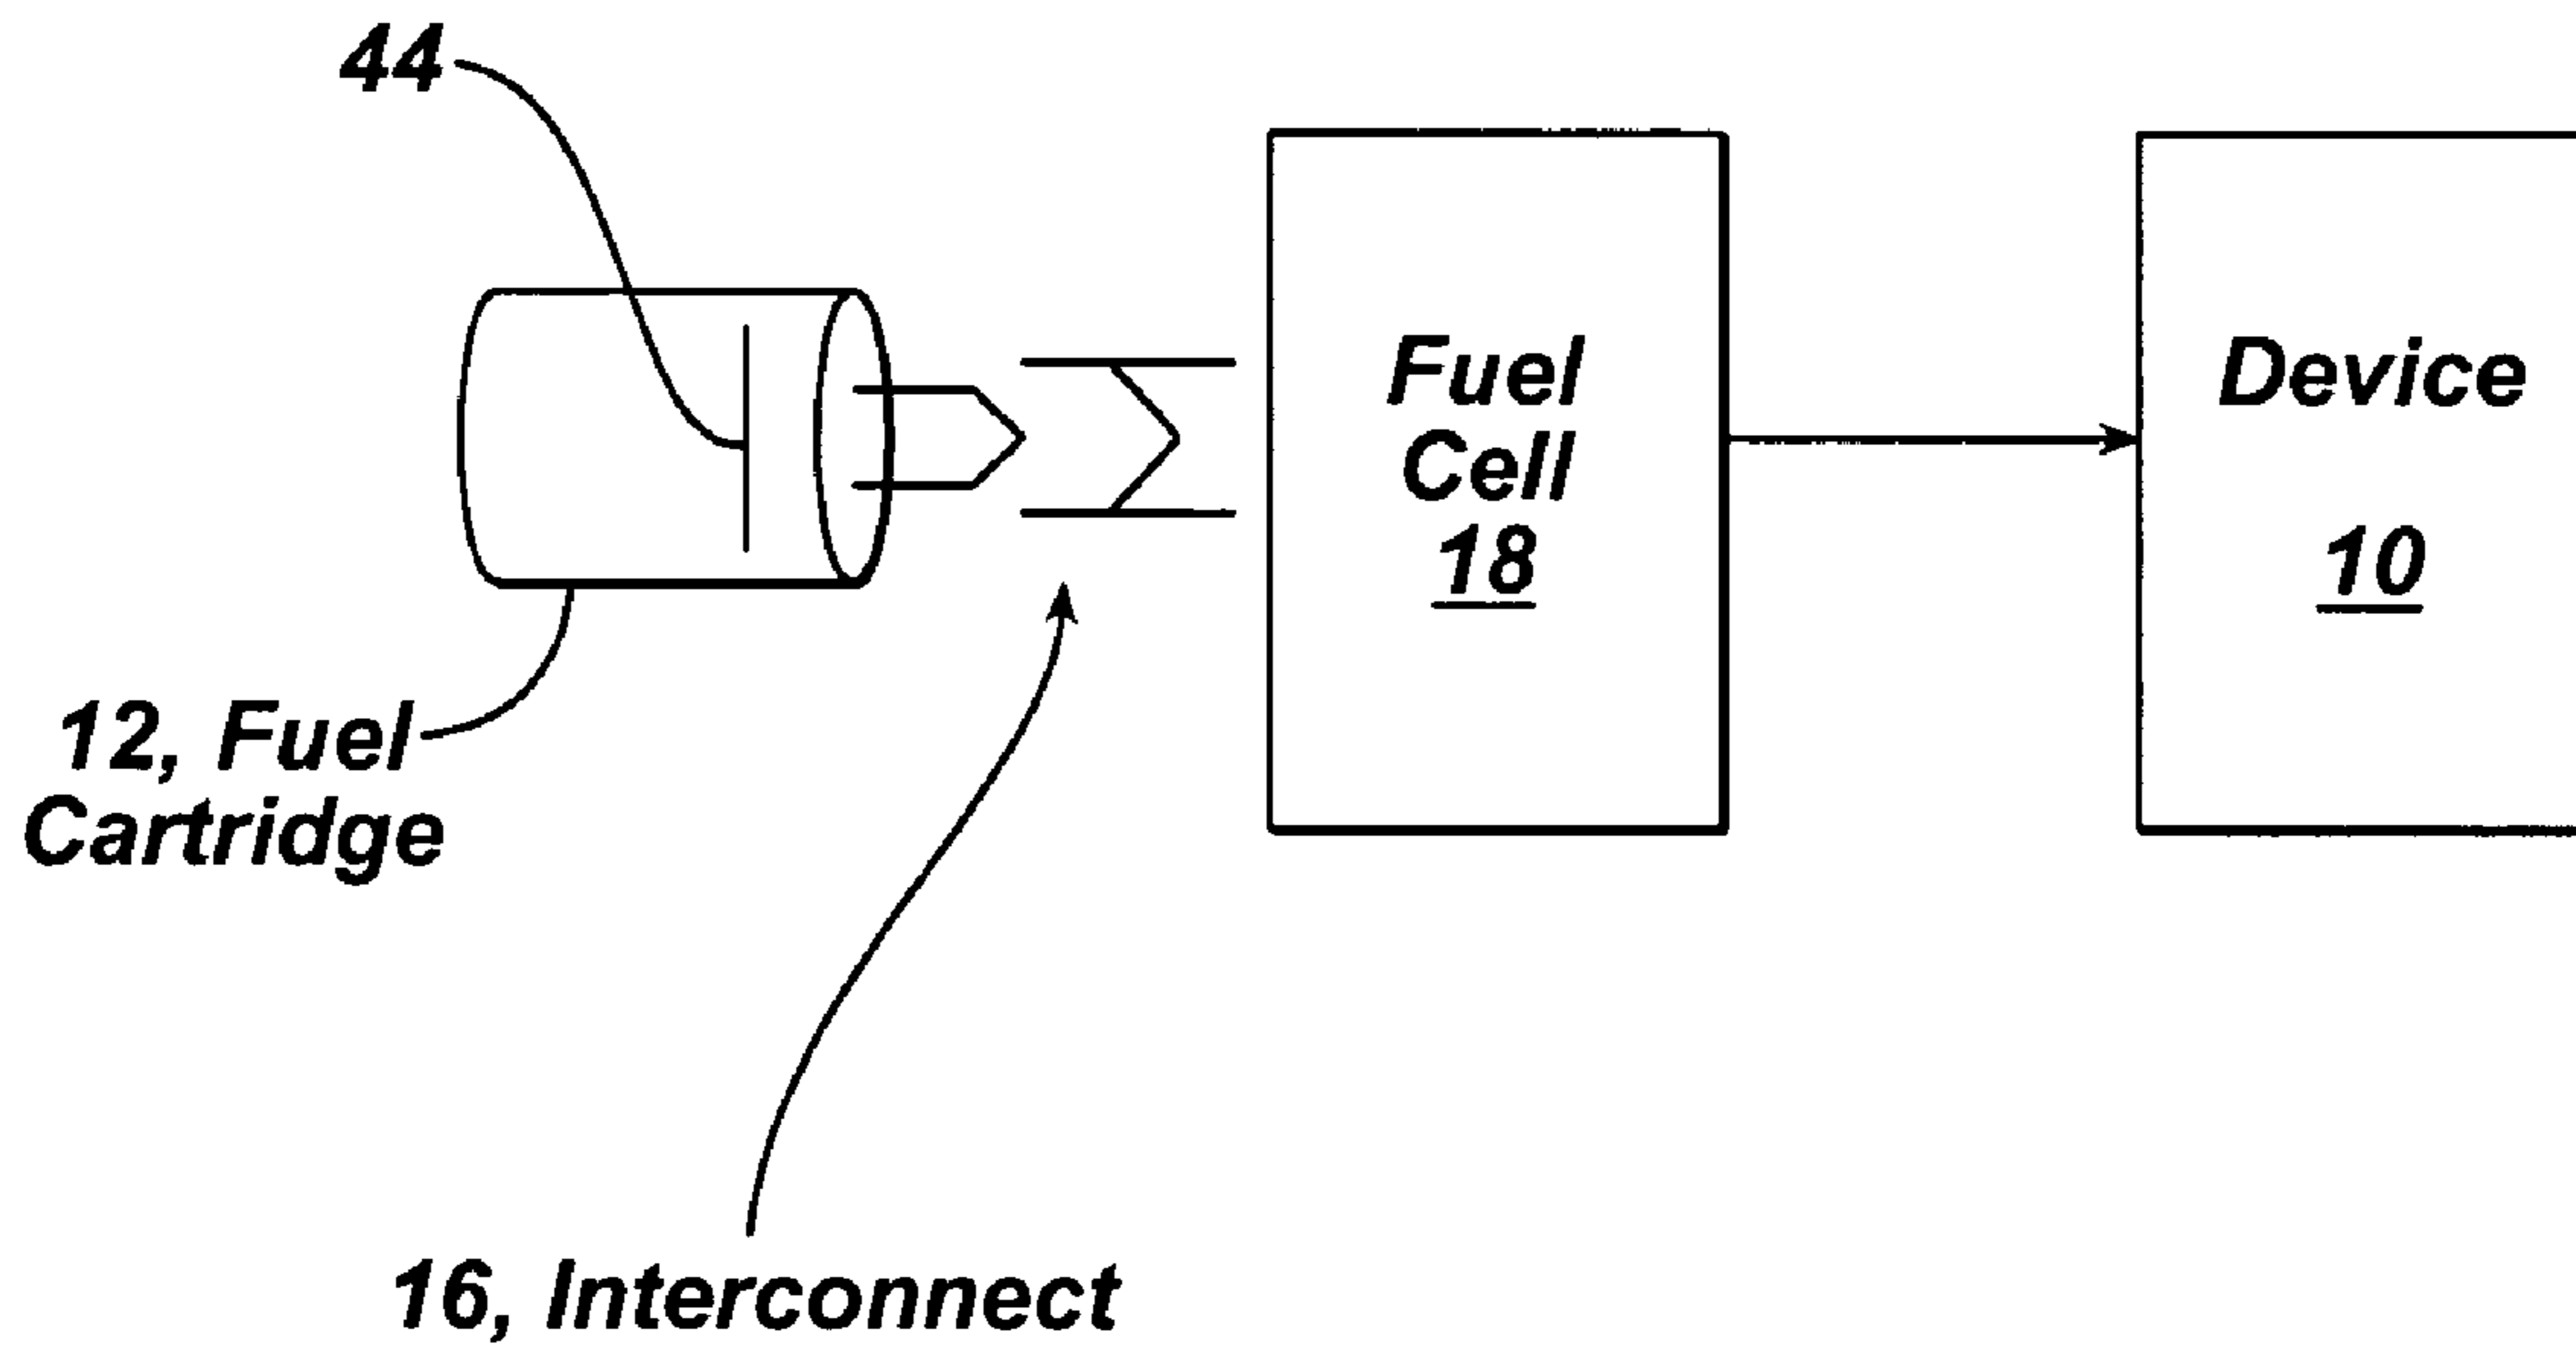 44
Fuel
Cell
18
Device
10
12, Fuel
Cartridge
16, Interconnect